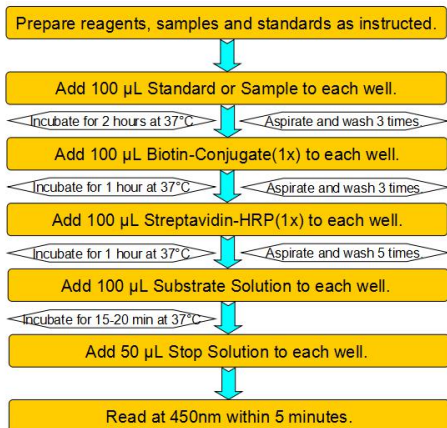 Prepare reagents, samples and standards as instructed.
Add 100 µL Standard or Sample to each well.
Incubate for 2 hours at 37°C
Aspirate and wash 3 times.
Add 100 µL Biotin-Conjugate(1x) to each well.
Incubate for 1 hour at 37°C
Aspirate and wash 3 times.
Add 100 µL Streptavidin-HRP(1x) to each well.
Incubate for 1 hour at 37°C
Aspirate and wash 5 times.
Add 100 µL Substrate Solution to each well.
Incubate for 15-20 min at 37°C
Add 50 µL Stop Solution to each well.
Read at 450nm within 5 minutes.